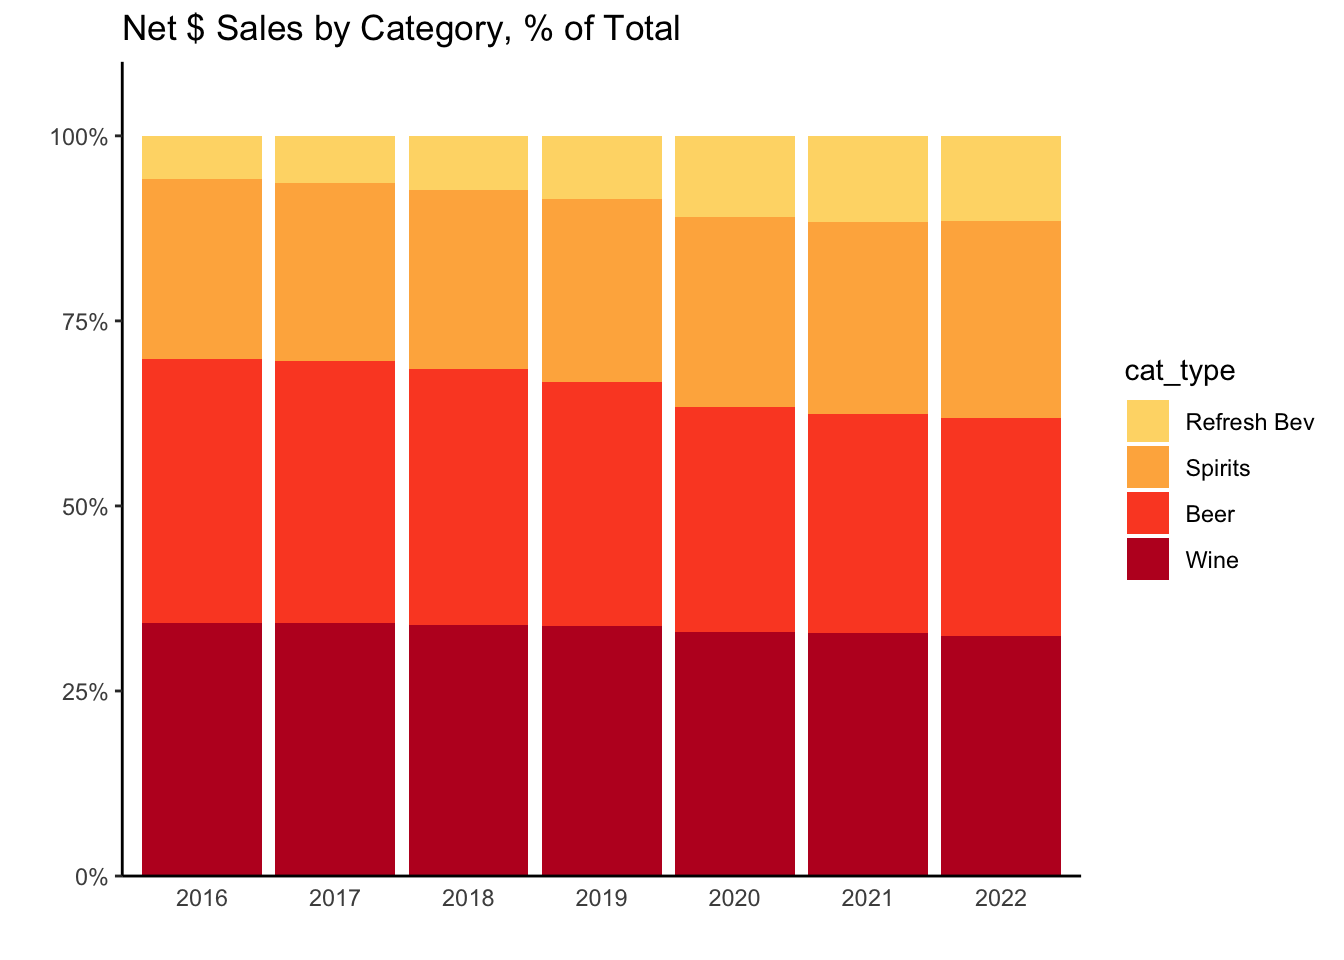 Net $ Sales by Category, % of Total
100%
75%
50%
25%
0%
2016 2017 2018 2019 2020 2021 2022
cat_type
Refresh Bev
Spirits
Beer
Wine